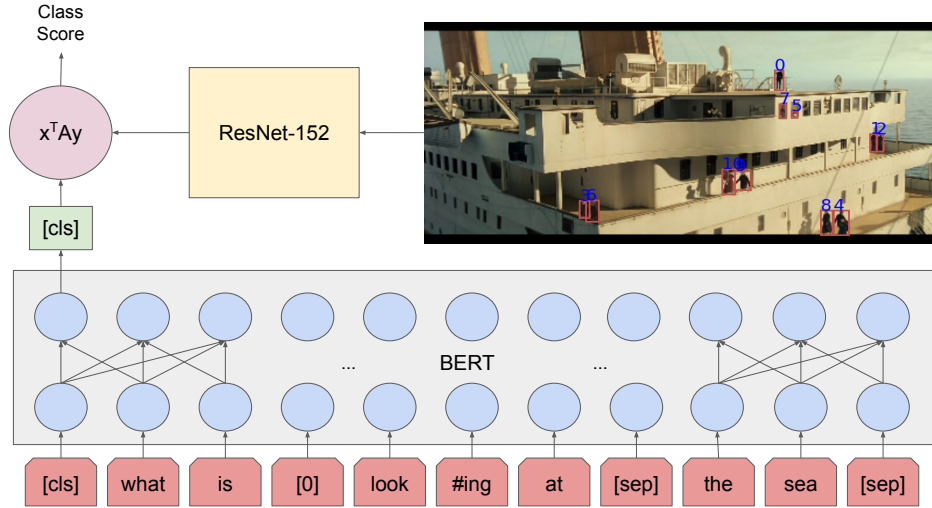 Class
Score
xᵀAy
ResNet-152
0
7 5
12
10
36
8 4
[cls]
...
BERT
...
[cls] what is [0] look #ing at [sep] the sea [sep]